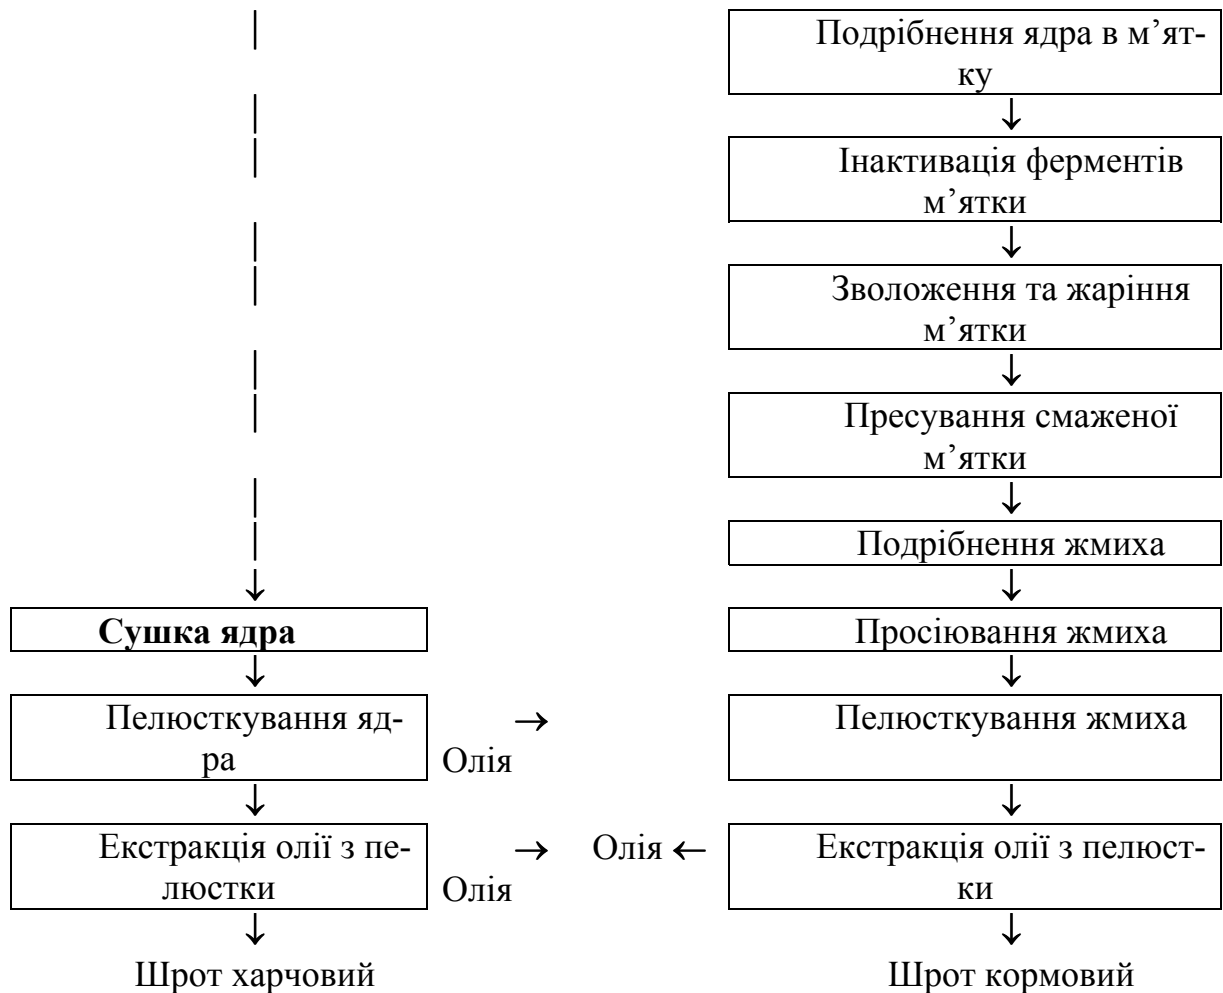 Подрібнення ядра в м’ят-
ку
Інактивація ферментів
м’ятки
Зволоження та жаріння
м’ятки
Пресування смаженої
м’ятки
Подрібнення жмиха
Сушка ядра
Просіювання жмиха
Пелюсткування яд-
ра
→
Олія
Пелюсткування жмиха
Екстракція олії з пе-
люстки
→
Олія
Олія ←
Екстракція олії з пелюст-
ки
Шрот харчовий
Шрот кормовий